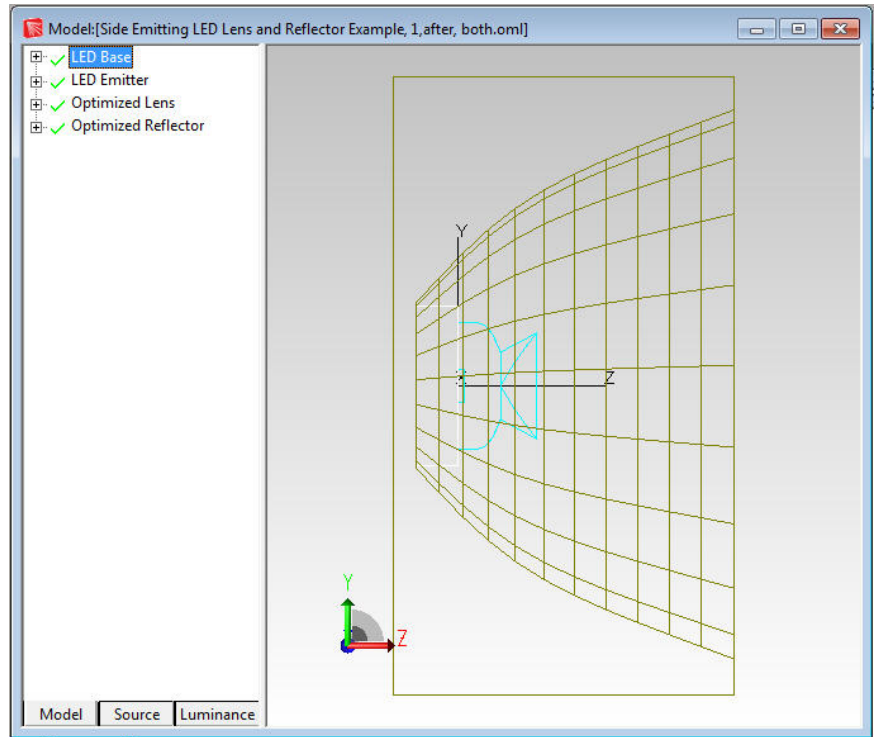 Model:[Side Emitting LED Lens and Reflector Example, 1,after, both.oml]
LED Base
LED Emitter
Optimized Lens
Optimized Reflector
Y
Z
Y
Z
Model Source Luminance